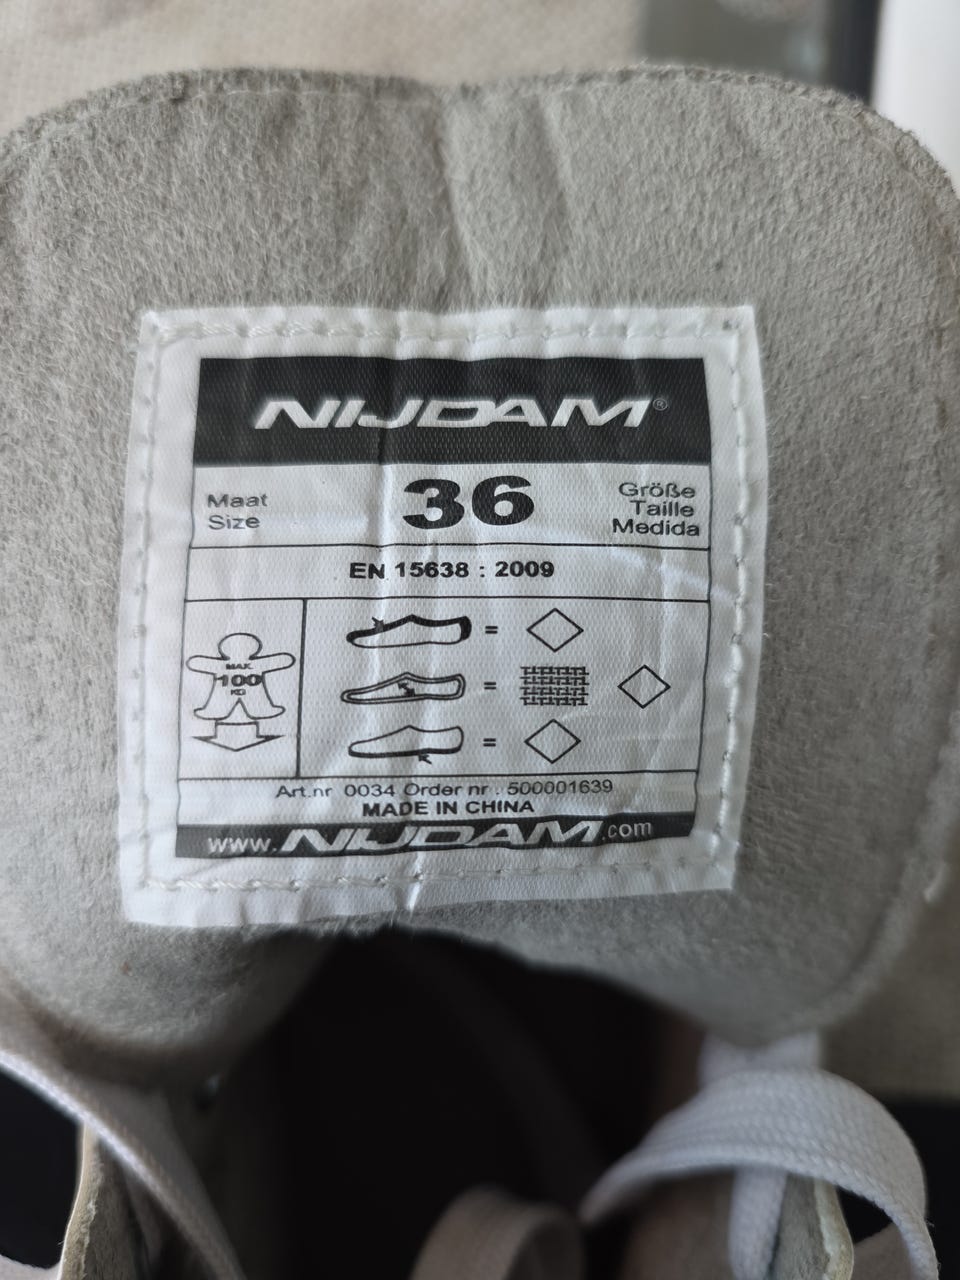 NIJDAM®
Maat
Size
36
Größe
Taille
Medida
EN 15638 : 2009
MAX.
100
KG
=
=
=
Art.nr 0034 Order nr . 500001639
MADE IN CHINA
www.NIJDAM.com